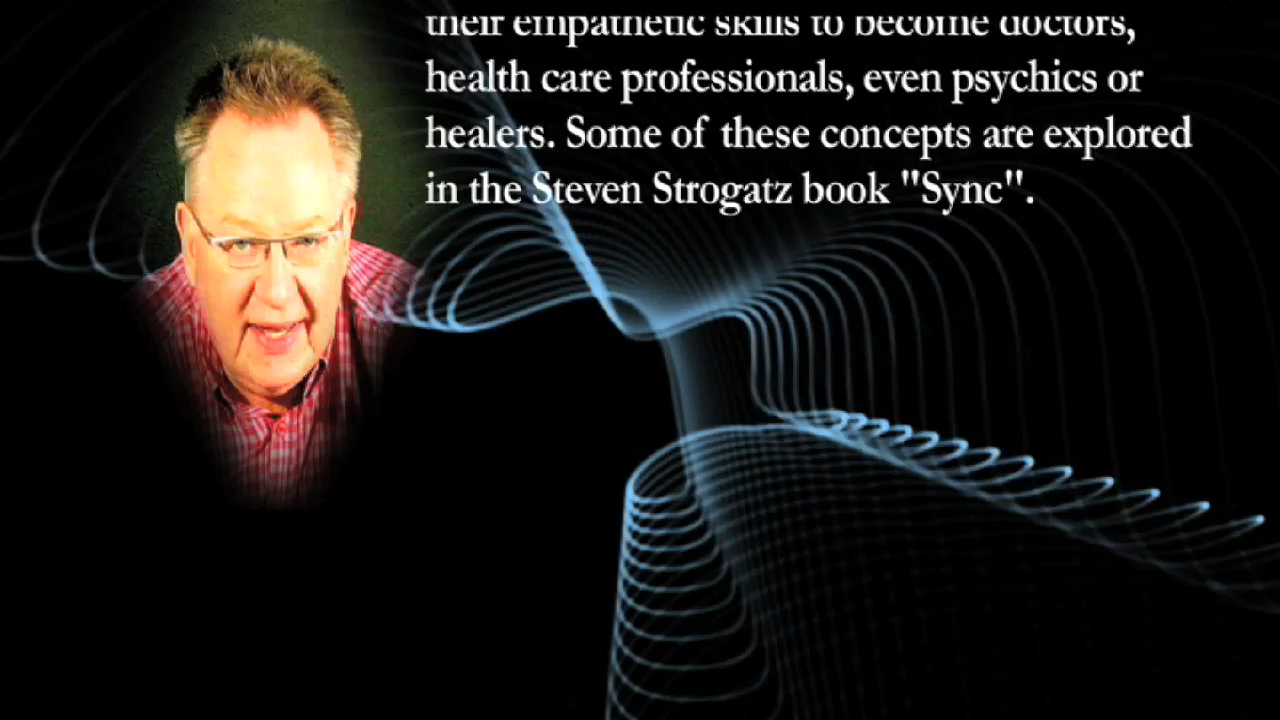 their empathetic skills to become doctors,
health care professionals, even psychics or
healers. Some of these concepts are explored
in the Steven Strogatz book "Sync".